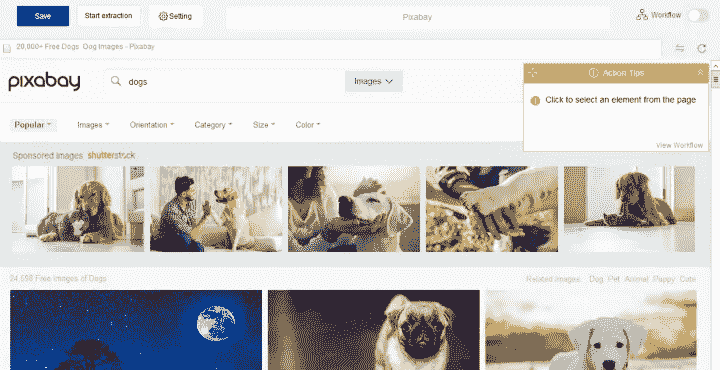 Save Start extraction Setting Pixabay Workflow
20,000+ Free Dogs Dog Images - Pixabay
pixabay dogs Images
Action Tips
Click to select an element from the page
View Workflow
Popular Images Orientation Category Size Color
Sponsored images shutterstock
24,698 Free Images of Dogs
Related Images: Dog Pet Animal Puppy Cute